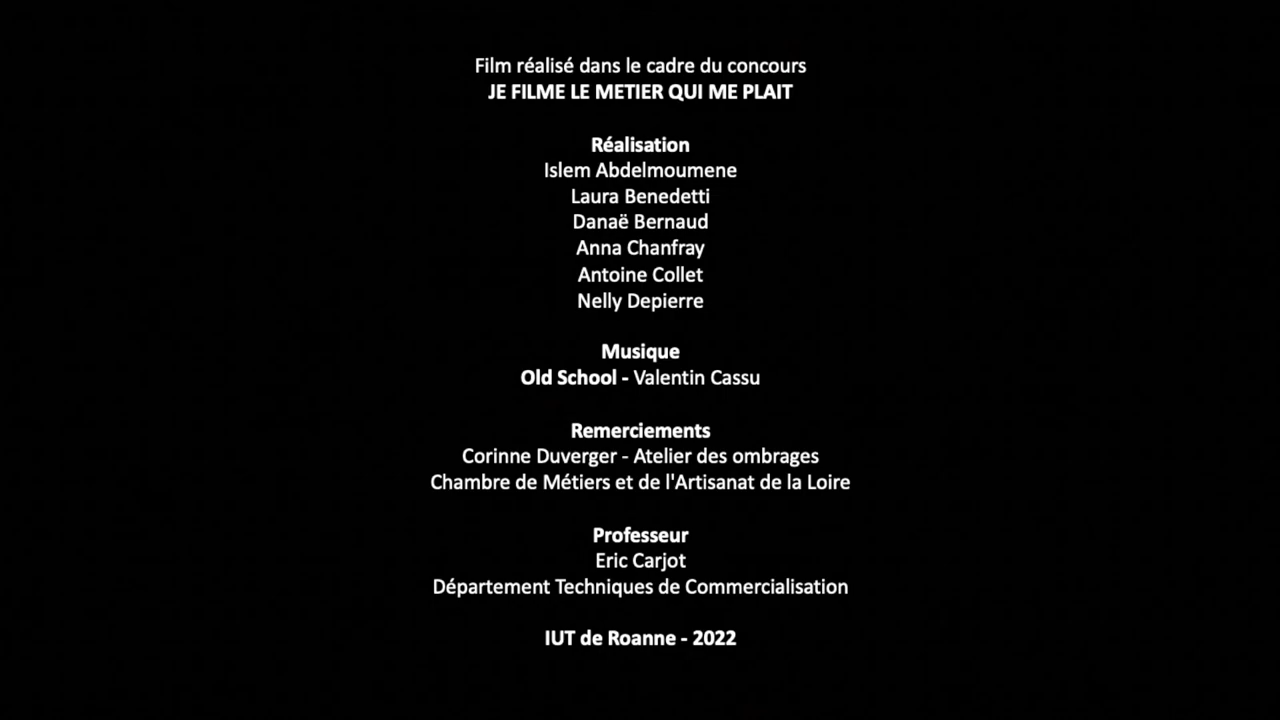 Film réalisé dans le cadre du concours
JE FILME LE METIER QUI ME PLAIT
Réalisation
Islem Abdelmoumene
Laura Benedetti
Danaë Bernaud
Anna Chanfray
Antoine Collet
Nelly Depierre
Musique
Old School - Valentin Cassu
Remerciements
Corinne Duverger - Atelier des ombrages
Chambre de Métiers et de l'Artisanat de la Loire
Professeur
Eric Carjot
Département Techniques de Commercialisation
IUT de Roanne - 2022